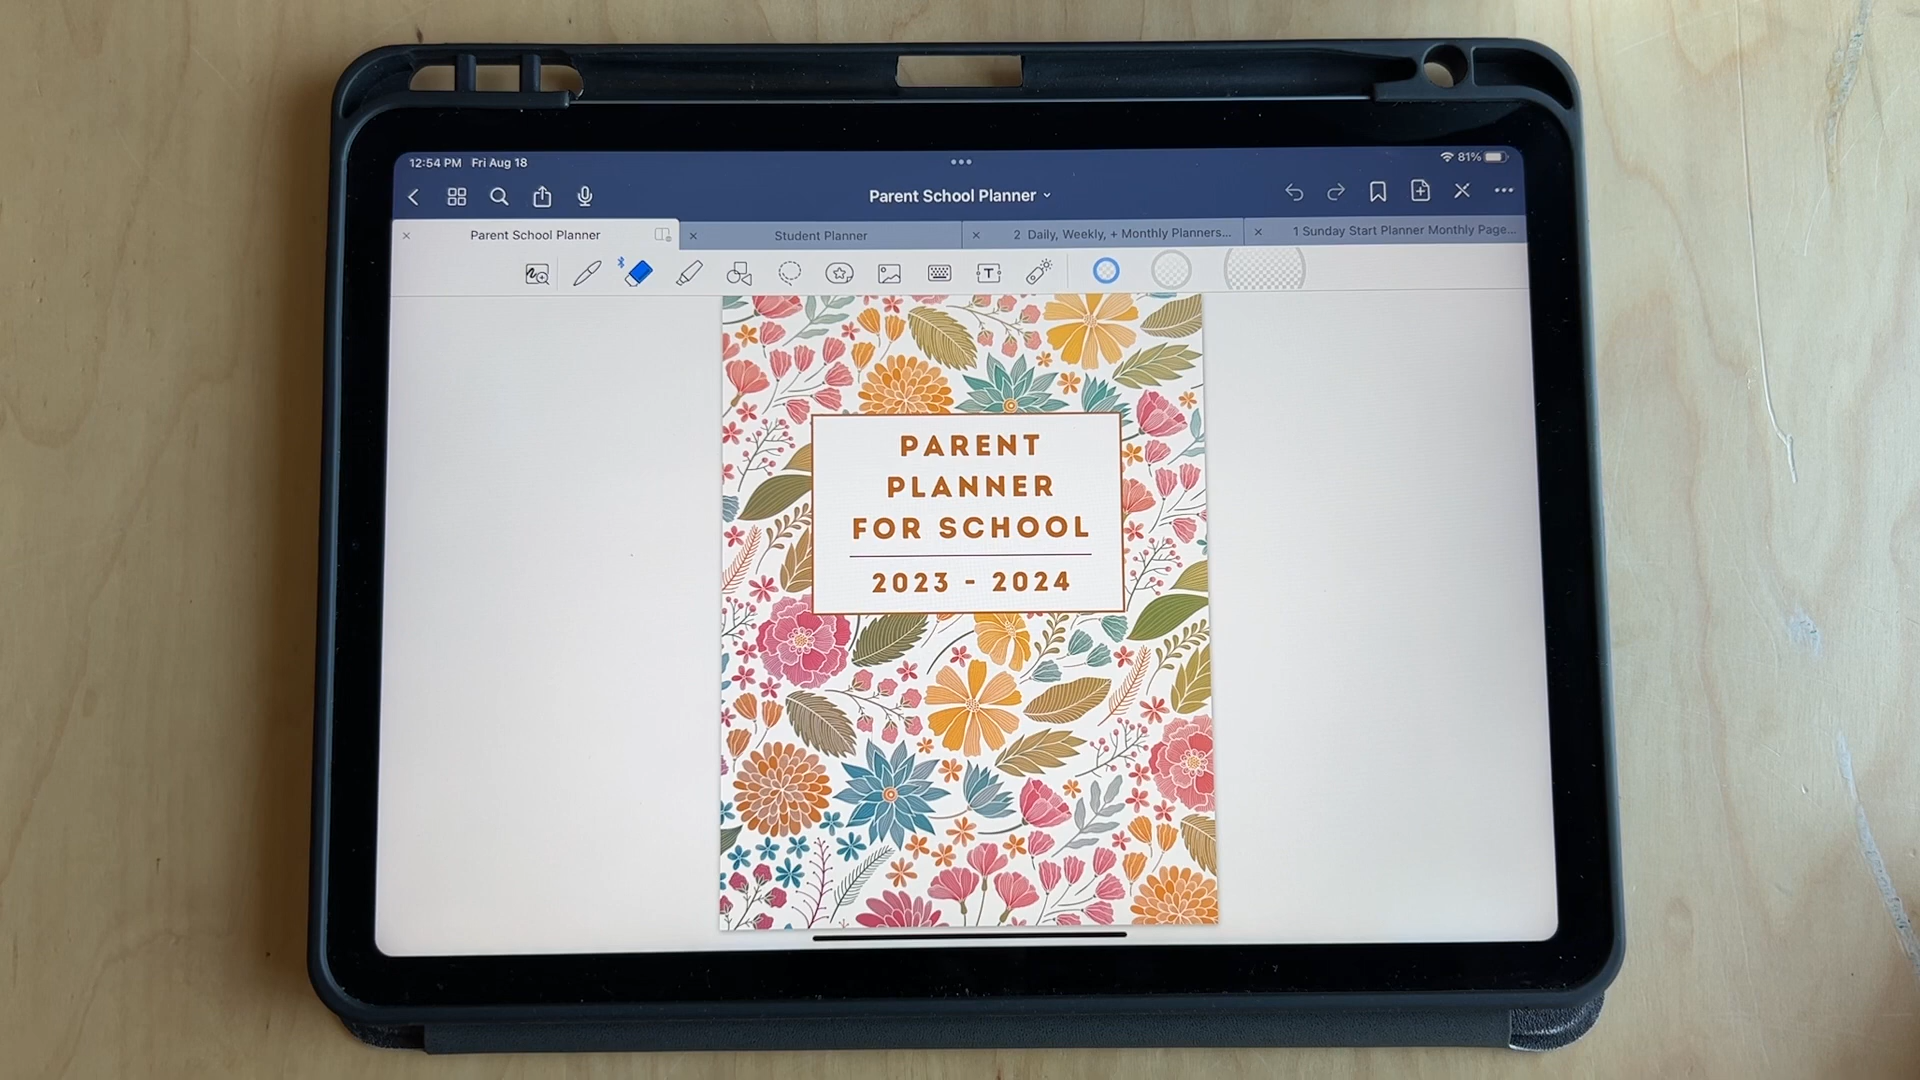 12:54 PM Fri Aug 18
81%
Parent School Planner
Parent School Planner
Student Planner
2 Daily, Weekly, + Monthly Planners...
1 Sunday Start Planner Monthly Page...
T
PARENT
PLANNER
FOR SCHOOL
2023 - 2024